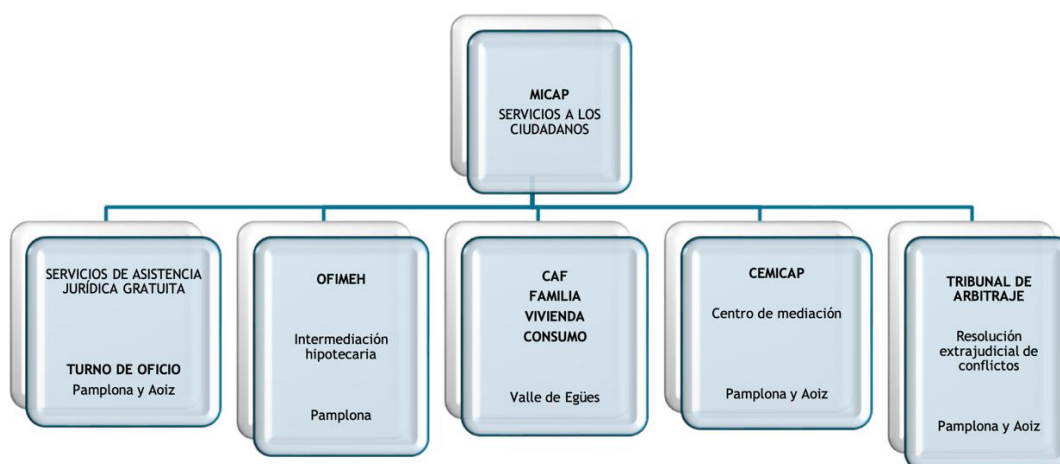 MICAP
SERVICIOS A LOS
CIUDADANOS
SERVICIOS DE ASISTENCIA
JURÍDICA GRATUITA
TURNO DE OFICIO
Pamplona y Aoiz
OFIMEH
Intermediación
hipotecaria
Pamplona
CAF
FAMILIA
VIVIENDA
CONSUMO
Valle de Egües
CEMICAP
Centro de mediación
Pamplona y Aoiz
TRIBUNAL DE
ARBITRAJE
Resolución
extrajudicial de
conflictos
Pamplona y Aoiz